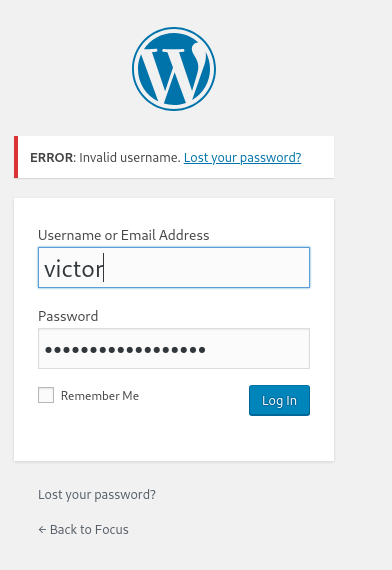 ERROR: Invalid username. Lost your password?
Username or Email Address
victor
Password
••••••••••••••••••
Remember Me
Log In
Lost your password?
← Back to Focus